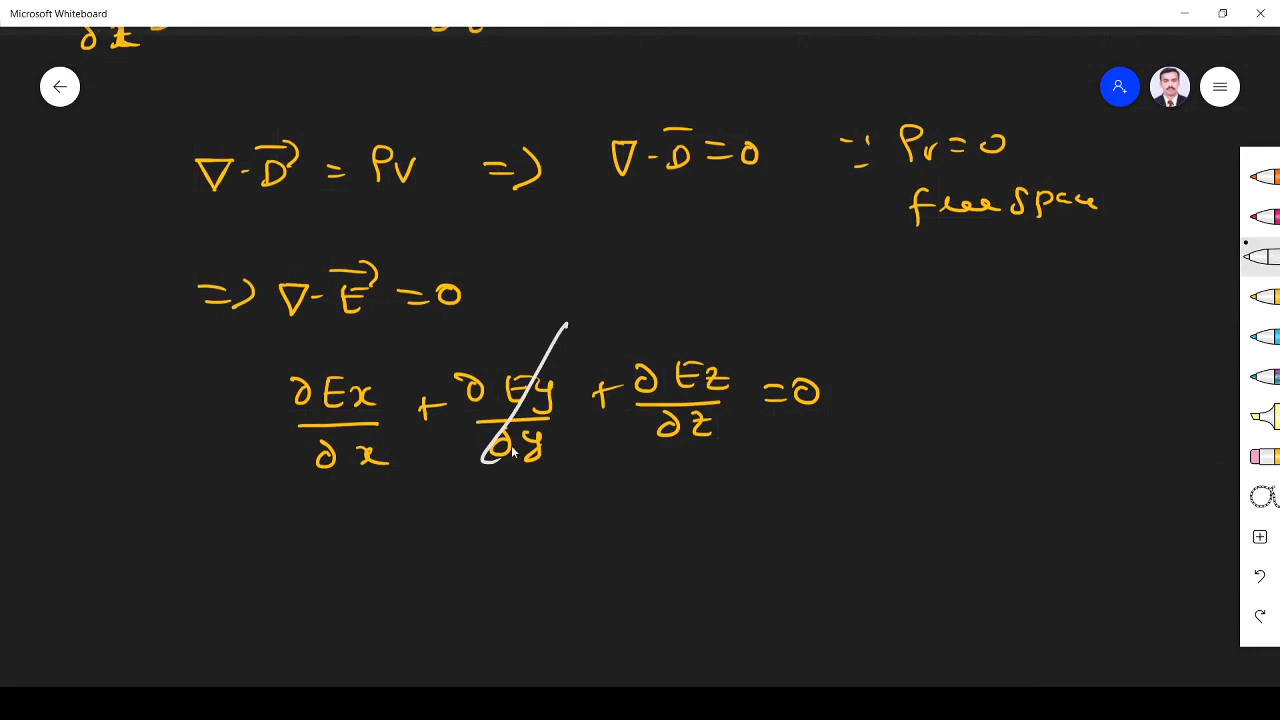 Microsoft Whiteboard
∂x
∇·D⃗ = ρv ⇒ ∇·D̅ = 0 ∵ ρv = 0
free space
⇒ ∇·E⃗ = 0
∂Ex/∂x + ∂Ey/∂y + ∂Ez/∂z = 0